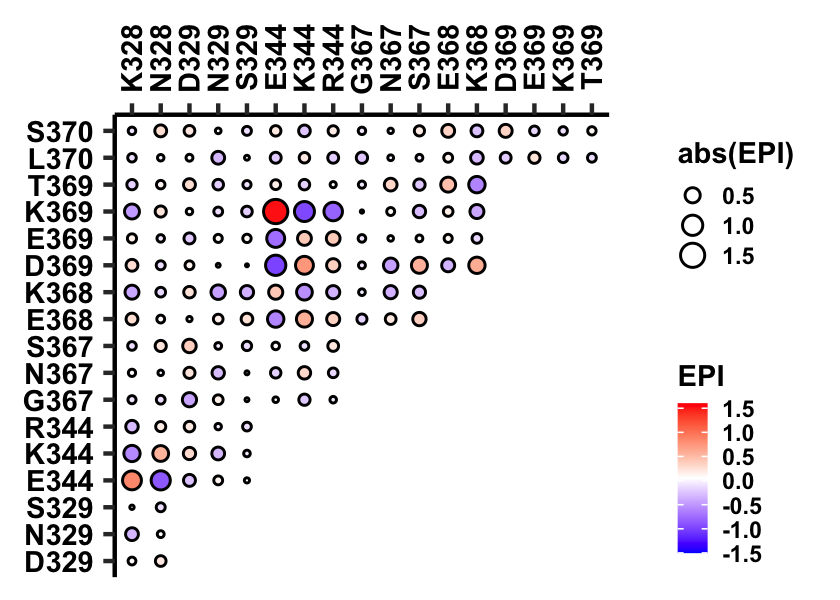 K328 N328 D329 N329 S329 E344 K344 R344 G367 N367 S367 E368 K368 D369 E369 K369 T369
S370
L370
T369
K369
E369
D369
K368
E368
S367
N367
G367
R344
K344
E344
S329
N329
D329
abs(EPI)
0.5
1.0
1.5
EPI
1.5
1.0
0.5
0.0
-0.5
-1.0
-1.5